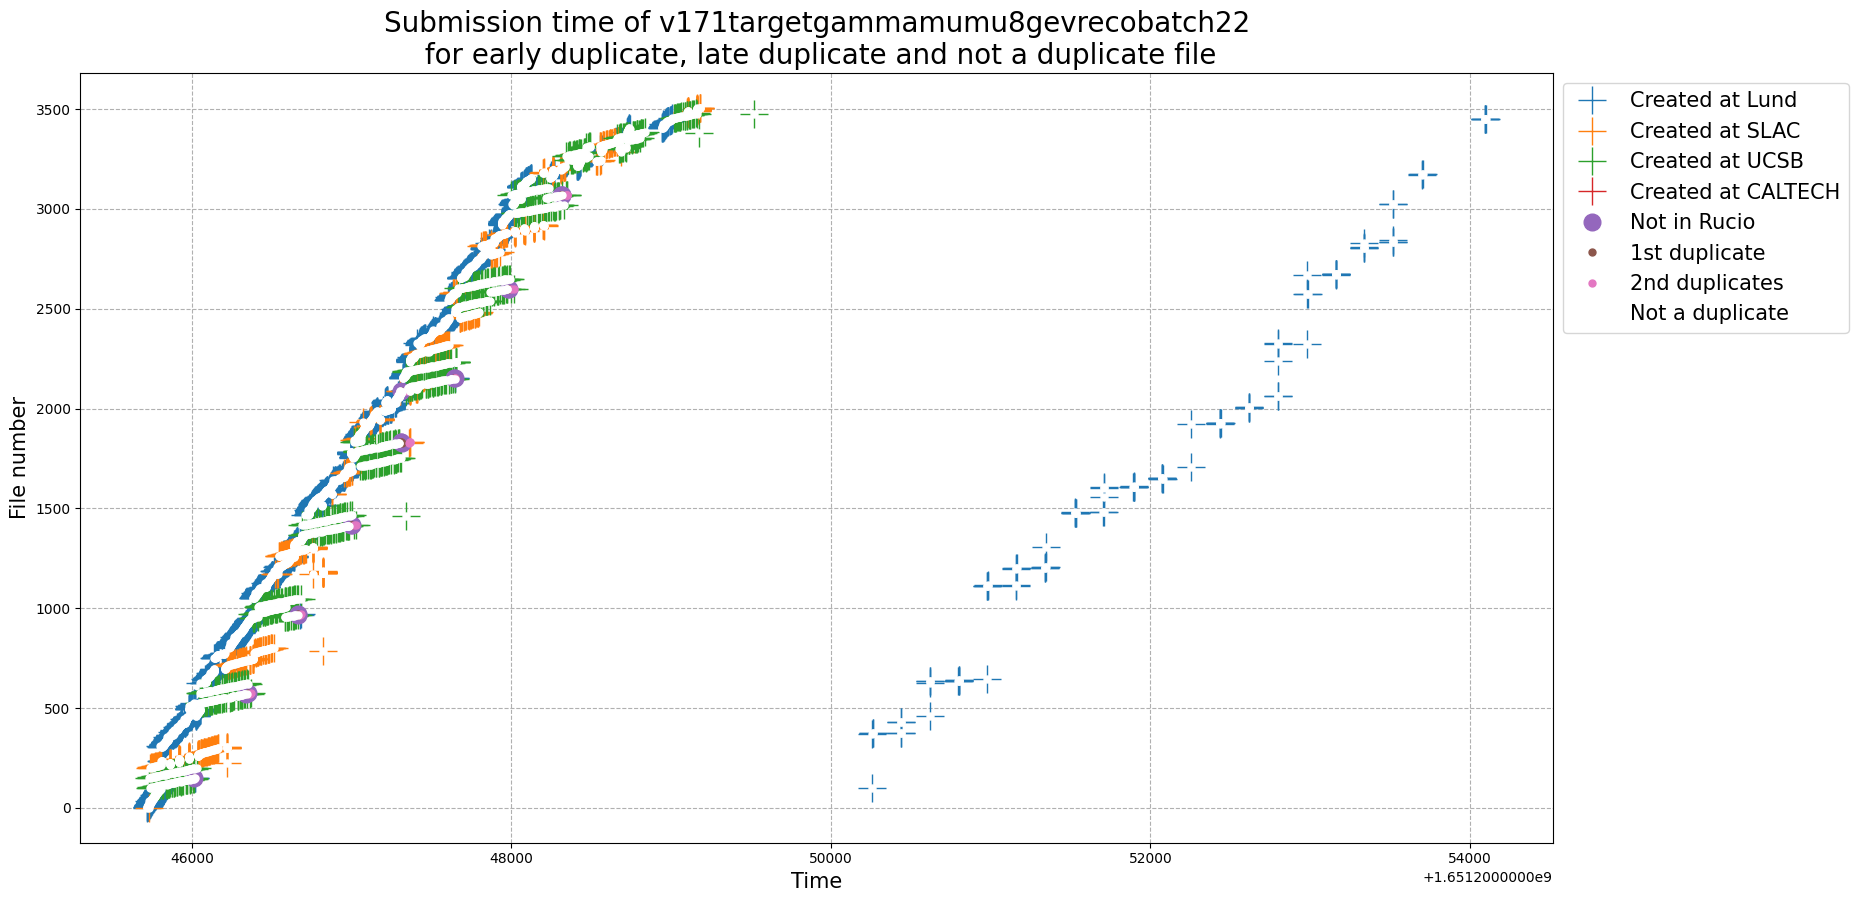 Submission time of v171targetgammamumu8gevrecobatch22
for early duplicate, late duplicate and not a duplicate file
3500
3000
2500
2000
1500
1000
500
0
File number
46000
48000
50000
52000
54000
Time
+1.6512000000e9
Created at Lund
Created at SLAC
Created at UCSB
Created at CALTECH
Not in Rucio
1st duplicate
2nd duplicates
Not a duplicate